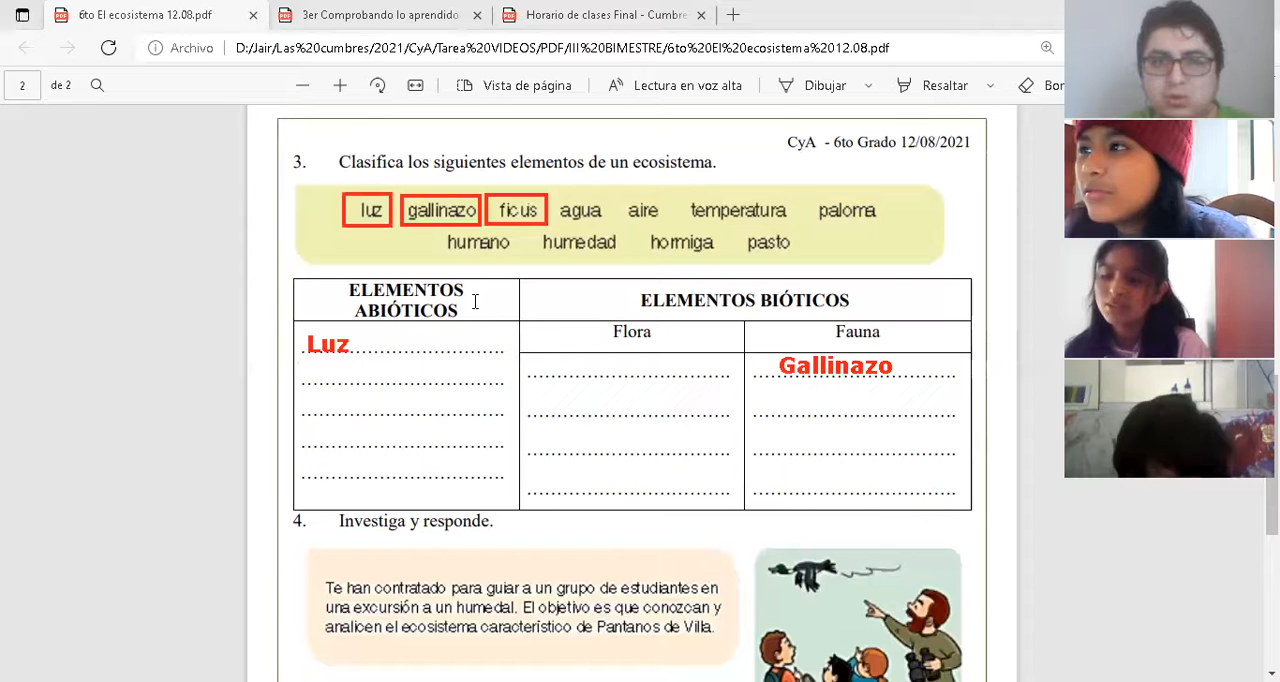 6to El ecosistema 12.08.pdf
3er Comprobando lo aprendido
Horario de clases Final - Cumbre
Archivo
D:/Jair/Las%20cumbres/2021/CyA/Tarea%20VIDEOS/PDF/III%20BIMESTRE/6to%20El%20ecosistema%2012.08.pdf
2 de 2
Vista de página
Lectura en voz alta
Dibujar
Resaltar
Bor
CyA - 6to Grado 12/08/2021
3. Clasifica los siguientes elementos de un ecosistema.
luz gallinazo ficus agua aire temperatura paloma
humano humedad hormiga pasto
ELEMENTOS
ABIÓTICOS
ELEMENTOS BIÓTICOS
Flora
Fauna
Luz
Gallinazo
4. Investiga y responde.
Te han contratado para guiar a un grupo de estudiantes en
una excursión a un humedal. El objetivo es que conozcan y
analicen el ecosistema característico de Pantanos de Villa.